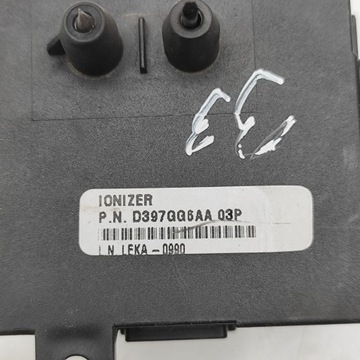 IONIZER
P.N. D397GG6AA 03P
I.N. LEKA - 0990